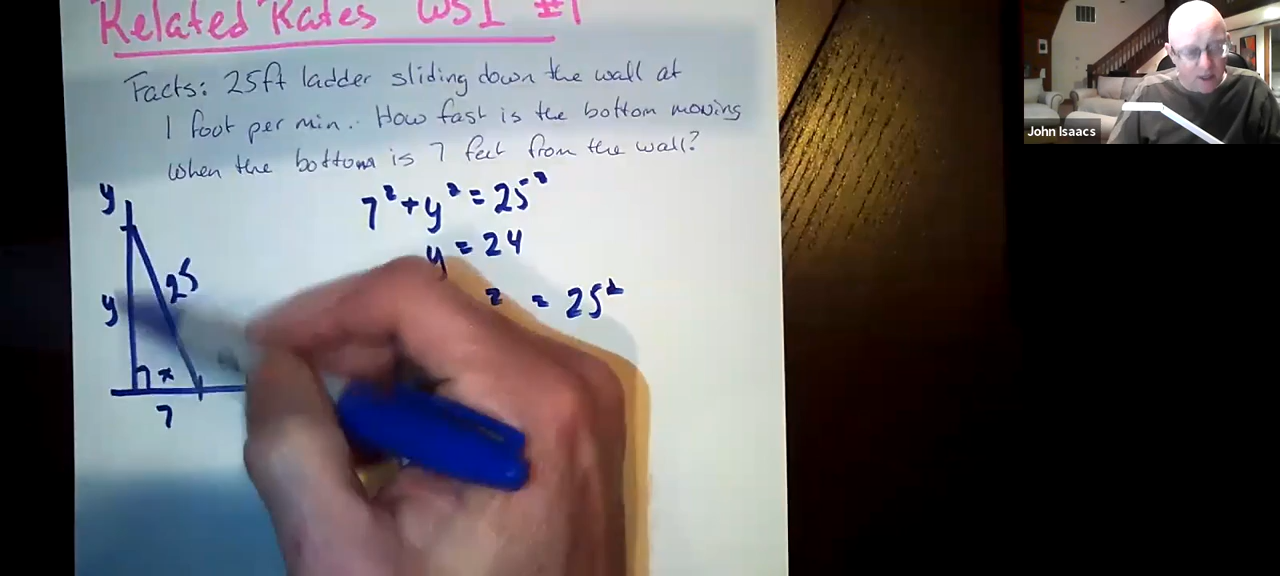 Related Rates WS1 #1
Facts: 25ft ladder sliding down the wall at
1 foot per min. How fast is the bottom moving
when the bottom is 7 feet from the wall?
y
7² + y² = 25²
y = 24
25
² = 25²
y
x
7
John Isaacs